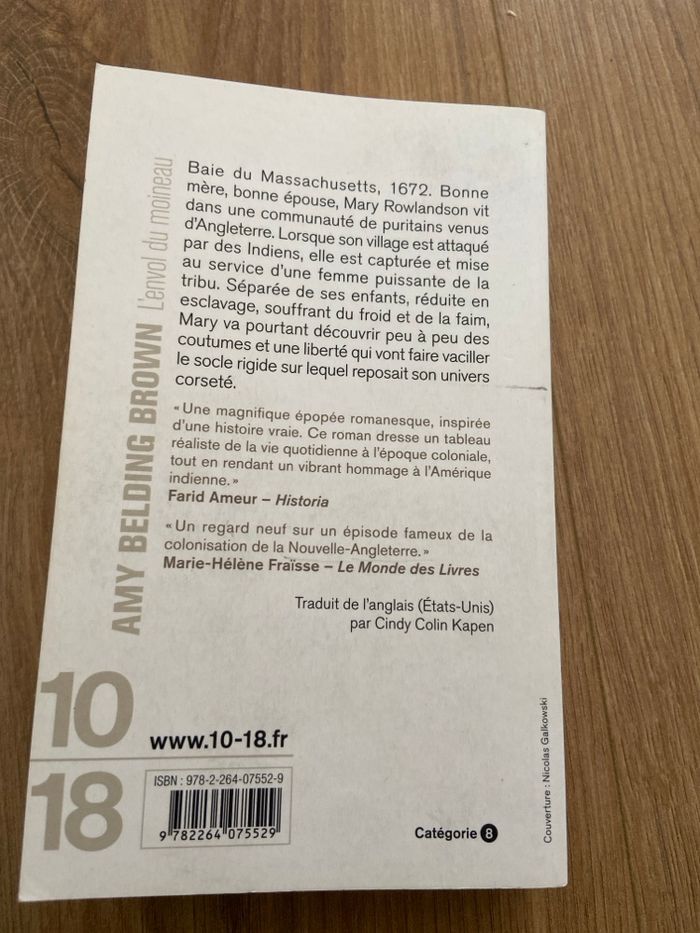 AMY BELDING BROWN L'envol du moineau
Baie du Massachusetts, 1672. Bonne
mère, bonne épouse, Mary Rowlandson vit
dans une communauté de puritains venus
d'Angleterre. Lorsque son village est attaqué
par des Indiens, elle est capturée et mise
au service d'une femme puissante de la
tribu. Séparée de ses enfants, réduite en
esclavage, souffrant du froid et de la faim,
Mary va pourtant découvrir peu à peu des
coutumes et une liberté qui vont faire vaciller
le socle rigide sur lequel reposait son univers
corseté.
« Une magnifique épopée romanesque, inspirée
d'une histoire vraie. Ce roman dresse un tableau
réaliste de la vie quotidienne à l'époque coloniale,
tout en rendant un vibrant hommage à l'Amérique
indienne. »
Farid Ameur – Historia
« Un regard neuf sur un épisode fameux de la
colonisation de la Nouvelle-Angleterre. »
Marie-Hélène Fraïsse – Le Monde des Livres
Traduit de l'anglais (États-Unis)
par Cindy Colin Kapen
10
18
www.10-18.fr
ISBN : 978-2-264-07552-9
9 782264 075529
Catégorie 8
Couverture : Nicolas Galkowski